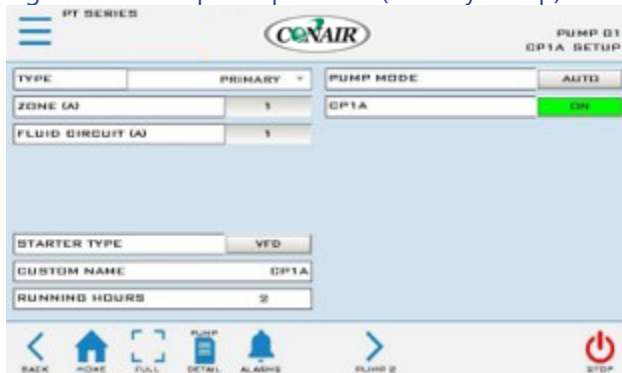 PT SERIES
CONAIR
PUMP 01
CP1A SETUP
TYPE PRIMARY
PUMP MODE AUTO
ZONE (A) 1
CP1A ON
FLUID CIRCUIT (A) 1
STARTER TYPE VFD
CUSTOM NAME CP1A
RUNNING HOURS 2
PUMP
BACK HOME FULL DETAIL ALARMS PUMP 2 STOP